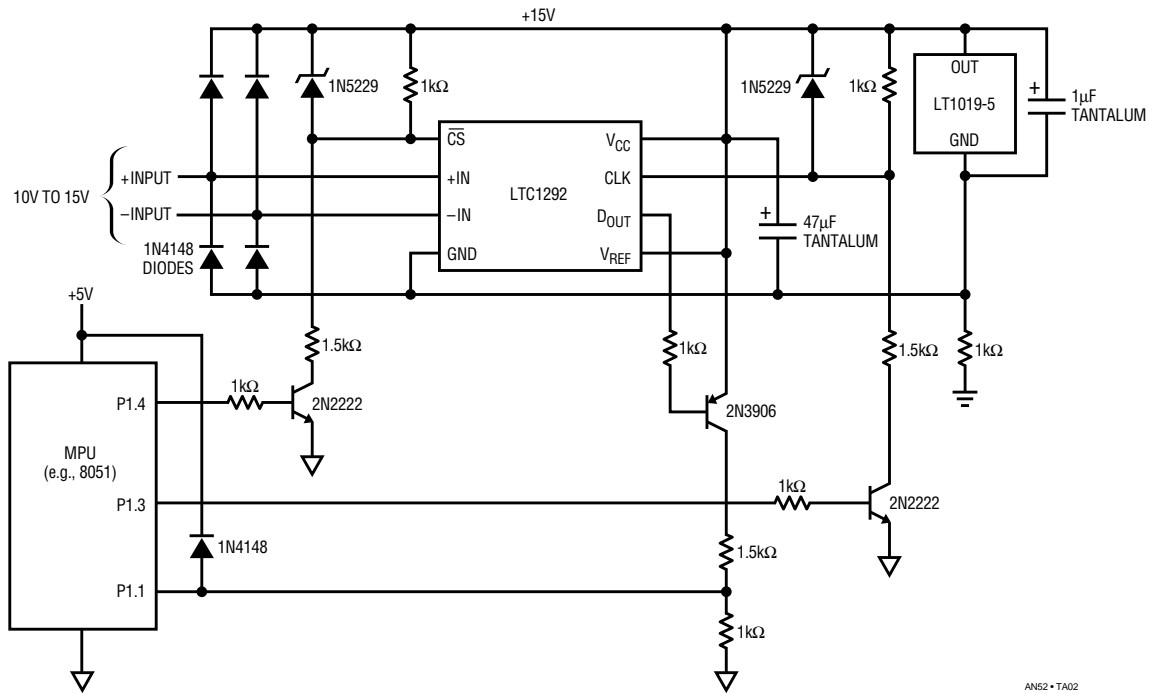 +15V
1N5229
1kΩ
1N5229
1kΩ
OUT
LT1019-5
GND
+
1µF
TANTALUM
10V TO 15V
+INPUT
–INPUT
1N4148
DIODES
CS
+IN
–IN
GND
LTC1292
VCC
CLK
DOUT
VREF
+
47µF
TANTALUM
+5V
1.5kΩ
1kΩ
1.5kΩ
1kΩ
P1.4
1kΩ
2N2222
2N3906
MPU
(e.g., 8051)
P1.3
1kΩ
2N2222
1N4148
1.5kΩ
P1.1
1kΩ
AN52 • TA02